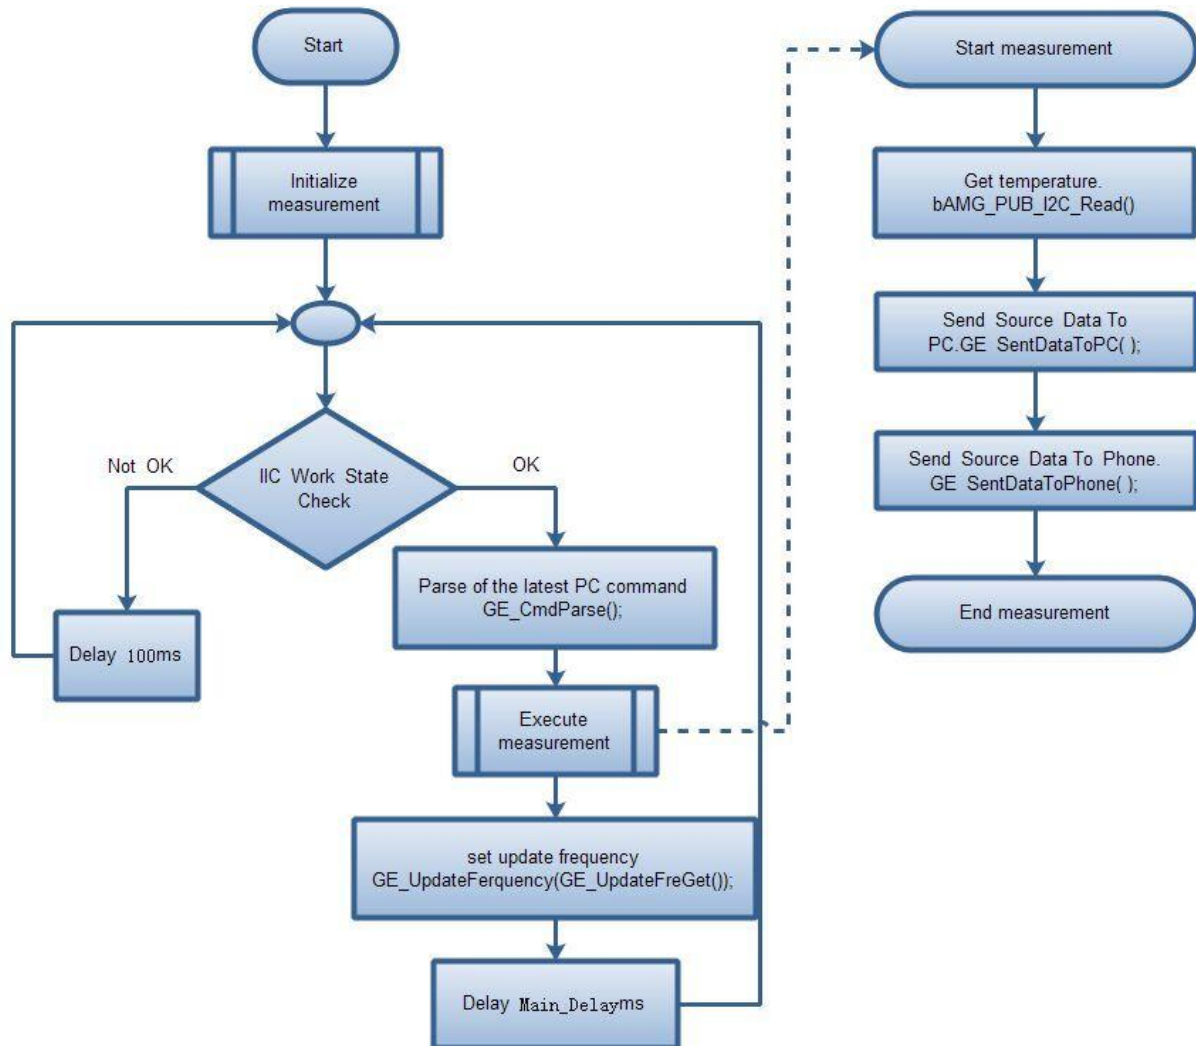 Start
Initialize
measurement
Not OK
IIC Work State
Check
OK
Delay 100ms
Parse of the latest PC command
GE_CmdParse();
Execute
measurement
set update frequency
GE_UpdateFerquency(GE_UpdateFreGet());
Delay Main_Delayms
Start measurement
Get temperature.
bAMG_PUB_I2C_Read()
Send Source Data To
PC.GE SentDataToPC( );
Send Source Data To Phone.
GE SentDataToPhone( );
End measurement